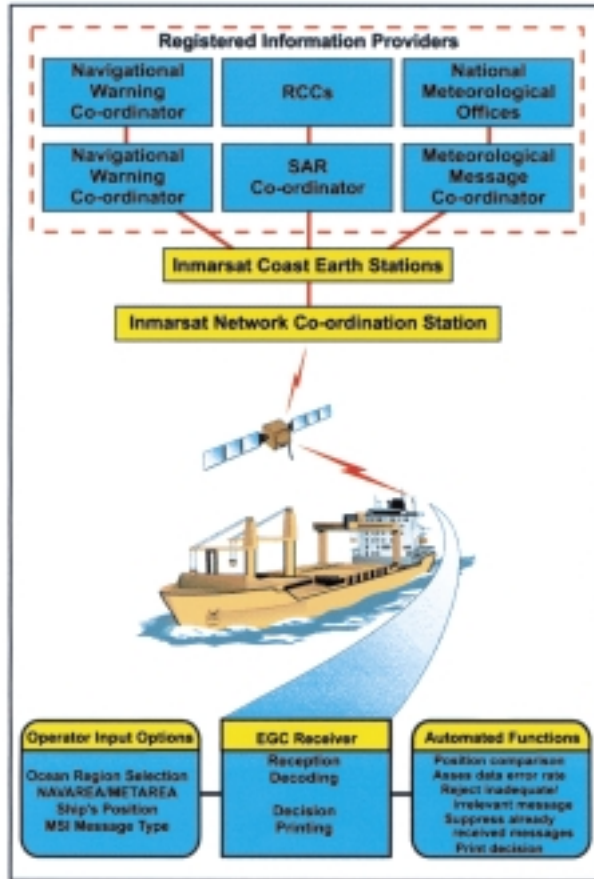 Registered Information Providers
Navigational
Warning
Co-ordinator
RCCs
National
Meteorological
Offices
Navigational
Warning
Co-ordinator
SAR
Co-ordinator
Meteorological
Message
Co-ordinator
Inmarsat Coast Earth Stations
Inmarsat Network Co-ordination Station
Operator Input Options
Ocean Region Selection
NAVAREA/METAREA
Ship's Position
MSI Message Type
EGC Receiver
Reception
Decoding
Decision
Printing
Automated Functions
Position comparison
Asses data error rate
Reject inadequate/
Irrelevant message
Suppress already
received messages
Print decision